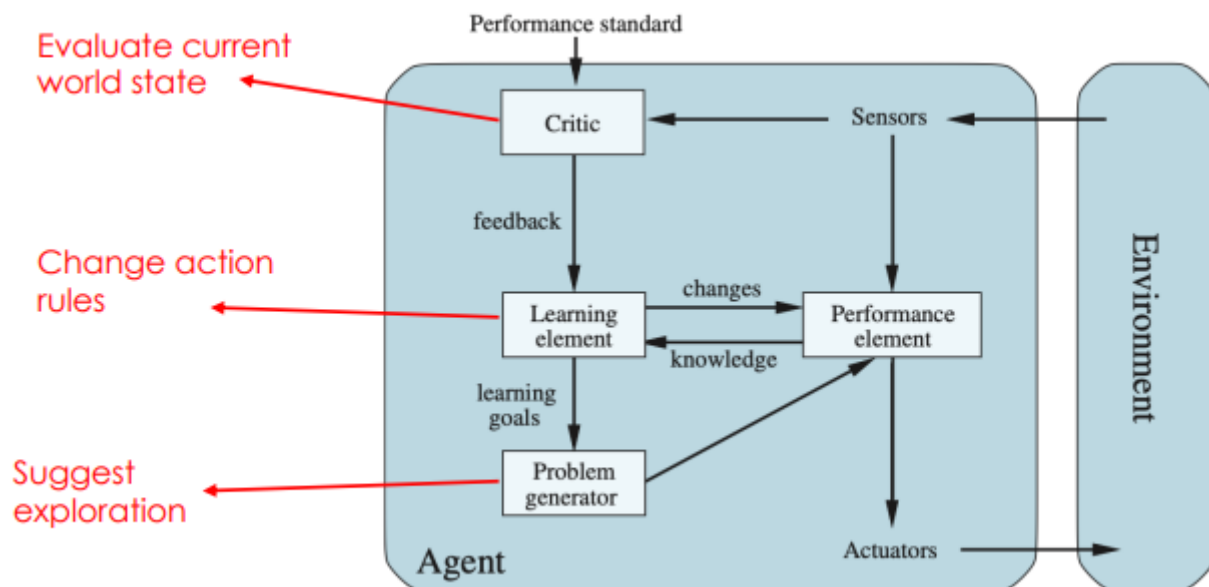 Performance standard
Evaluate current
world state
Critic
Sensors
feedback
Change action
rules
changes
Learning
element
Performance
element
knowledge
learning
goals
Suggest
exploration
Problem
generator
Agent
Actuators
Environment